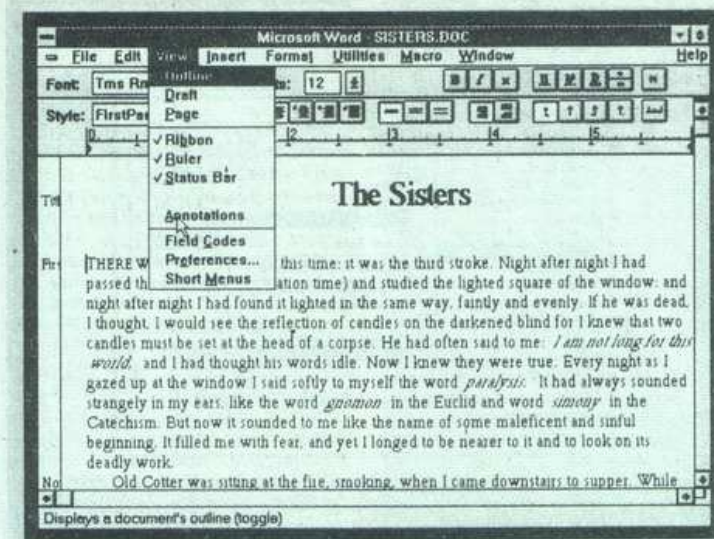 Microsoft Word - SISTERS.DOC
File Edit View Insert Format Utilities Macro Window Help
Font: Tms Rm 12
Outline
Draft
Page
Style: FirstPar
0 2 3 4 5
✓Ribbon
✓Ruler
✓Status Bar
Annotations
Field Codes
Preferences...
Short Menus
The Sisters
THERE W this time: it was the third stroke. Night after night I had
passed th ation time) and studied the lighted square of the window: and
night after night I had found it lighted in the same way, faintly and evenly. If he was dead,
I thought, I would see the reflection of candles on the darkened blind for I knew that two
candles must be set at the head of a corpse. He had often said to me: I am not long for this
world, and I had thought his words idle. Now I knew they were true. Every night as I
gazed up at the window I said softly to myself the word paralysis. It had always sounded
strangely in my ears, like the word gnomon in the Euclid and word simony in the
Catechism. But now it sounded to me like the name of some maleficent and sinful
beginning. It filled me with fear, and yet I longed to be nearer to it and to look on its
deadly work.
Old Cotter was sitting at the fire, smoking, when I came downstairs to supper. While
Displays a document's outline (toggle)